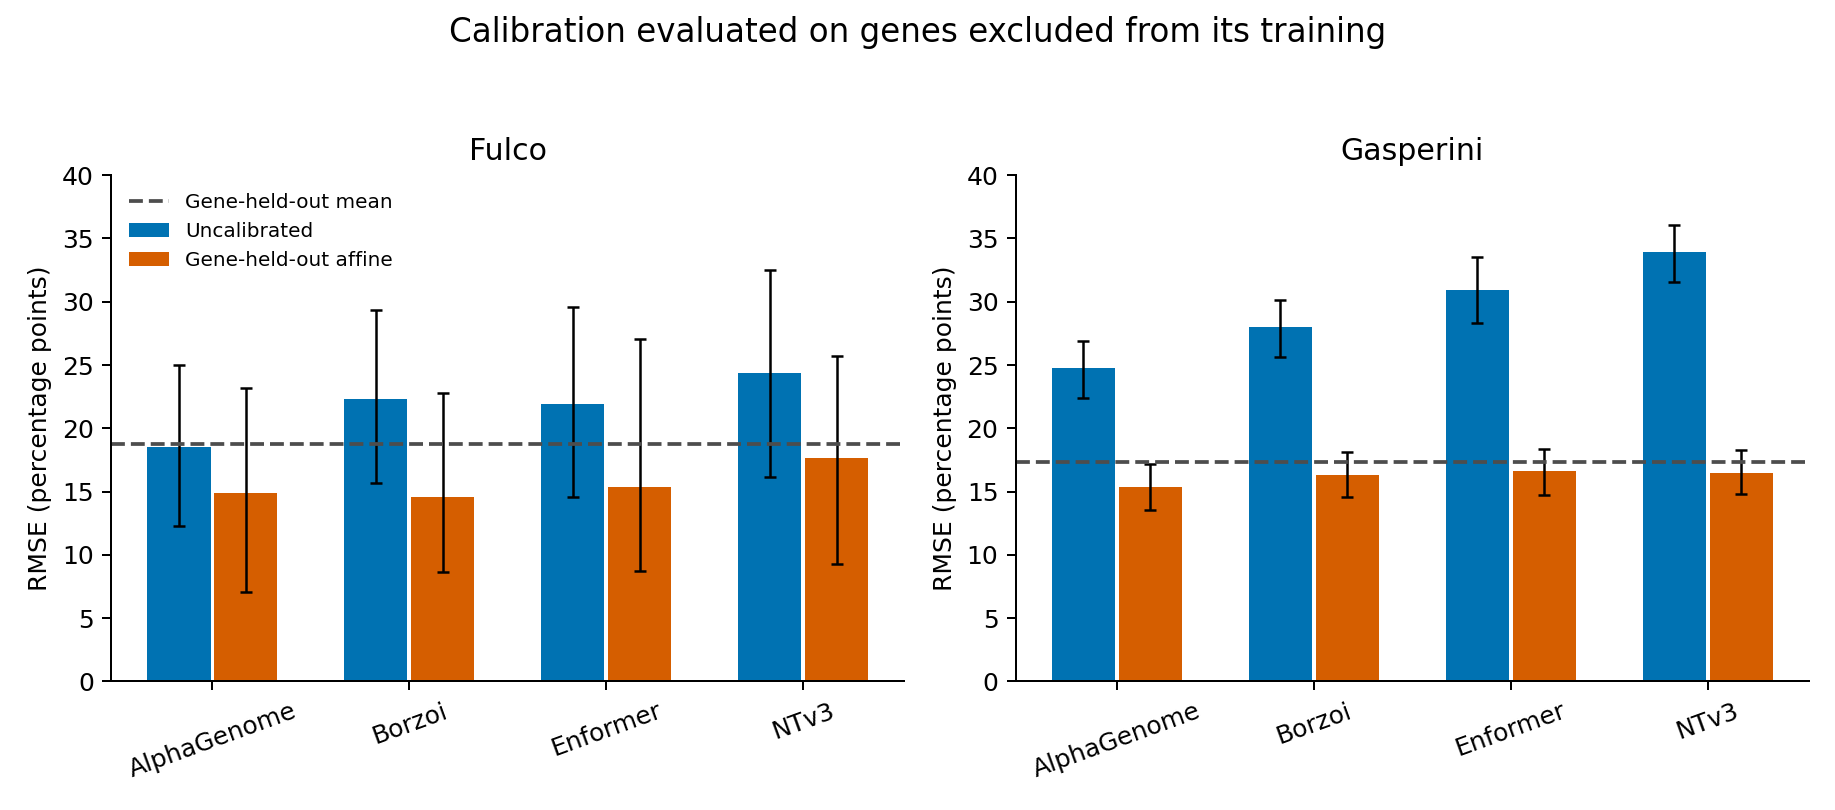 Calibration evaluated on genes excluded from its training
Fulco
40
35
30
25
20
15
10
5
0
RMSE (percentage points)
Gene-held-out mean
Uncalibrated
Gene-held-out affine
AlphaGenome
Borzoi
Enformer
NTv3
Gasperini
40
35
30
25
20
15
10
5
0
RMSE (percentage points)
AlphaGenome
Borzoi
Enformer
NTv3